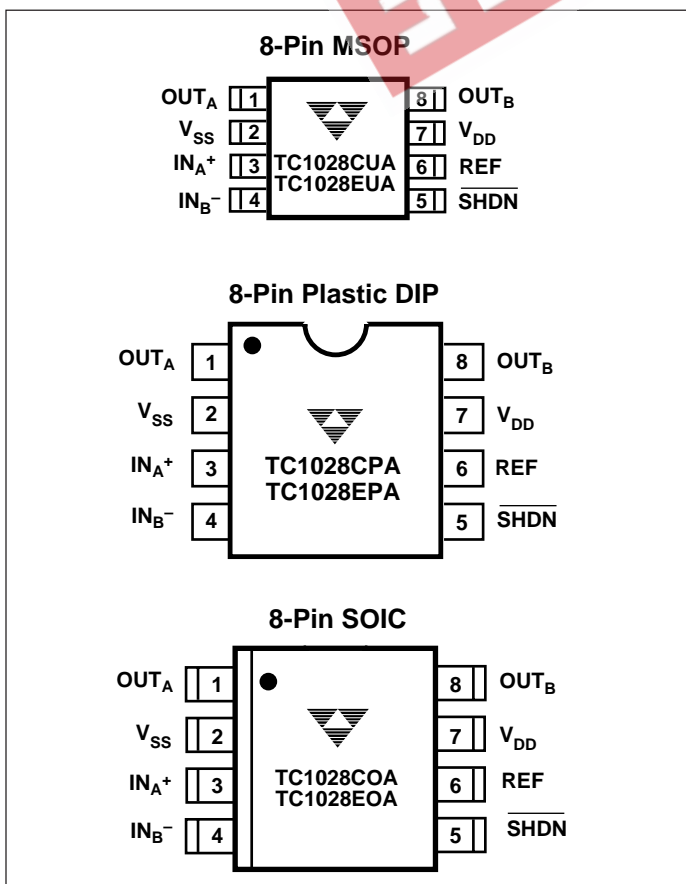 8-Pin MSOP
OUTA 1 8 OUTB
VSS 2 7 VDD
INA+ 3 TC1028CUA 6 REF
TC1028EUA
INB– 4 5 SHDN
8-Pin Plastic DIP
OUTA 1 8 OUTB
VSS 2 7 VDD
INA+ 3 TC1028CPA 6 REF
TC1028EPA
INB– 4 5 SHDN
8-Pin SOIC
OUTA 1 8 OUTB
VSS 2 7 VDD
INA+ 3 TC1028COA 6 REF
TC1028EOA
INB– 4 5 SHDN